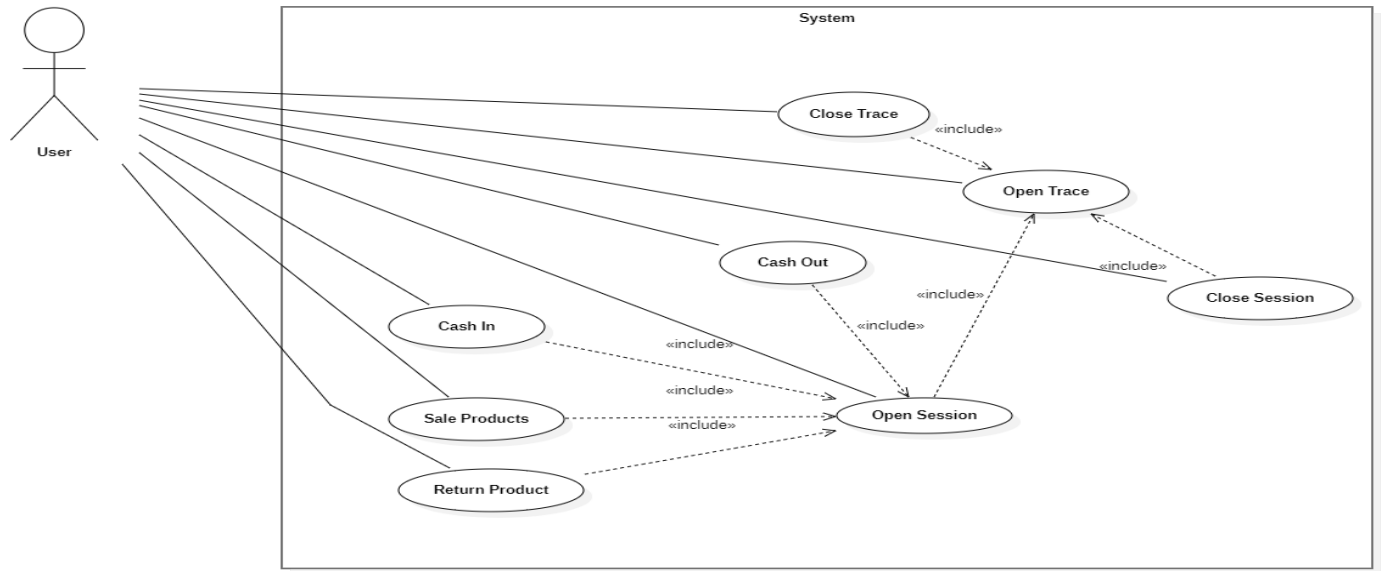 System
Close Trace
«include»
User
Open Trace
Cash Out
«include»
«include»
Close Session
«include»
Cash In
«include»
«include»
Sale Products
Open Session
«include»
Return Product